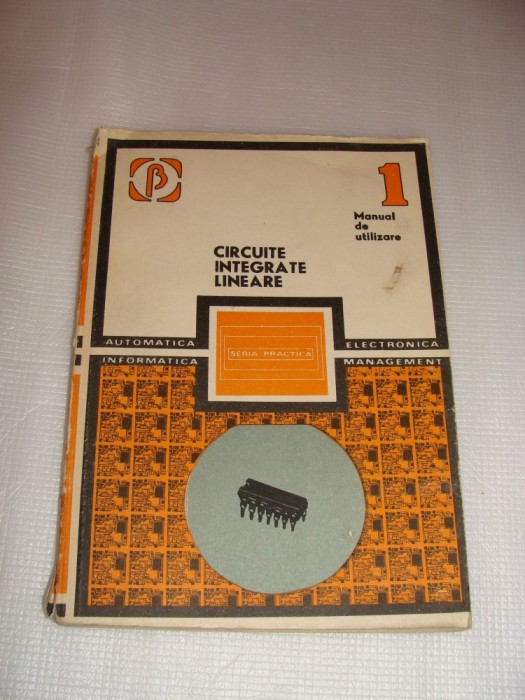 β
1
Manual
de
utilizare
CIRCUITE
INTEGRATE
LINEARE
AUTOMATICA
ELECTRONICA
INFORMATICA
MANAGEMENT
SERIA PRACTICA